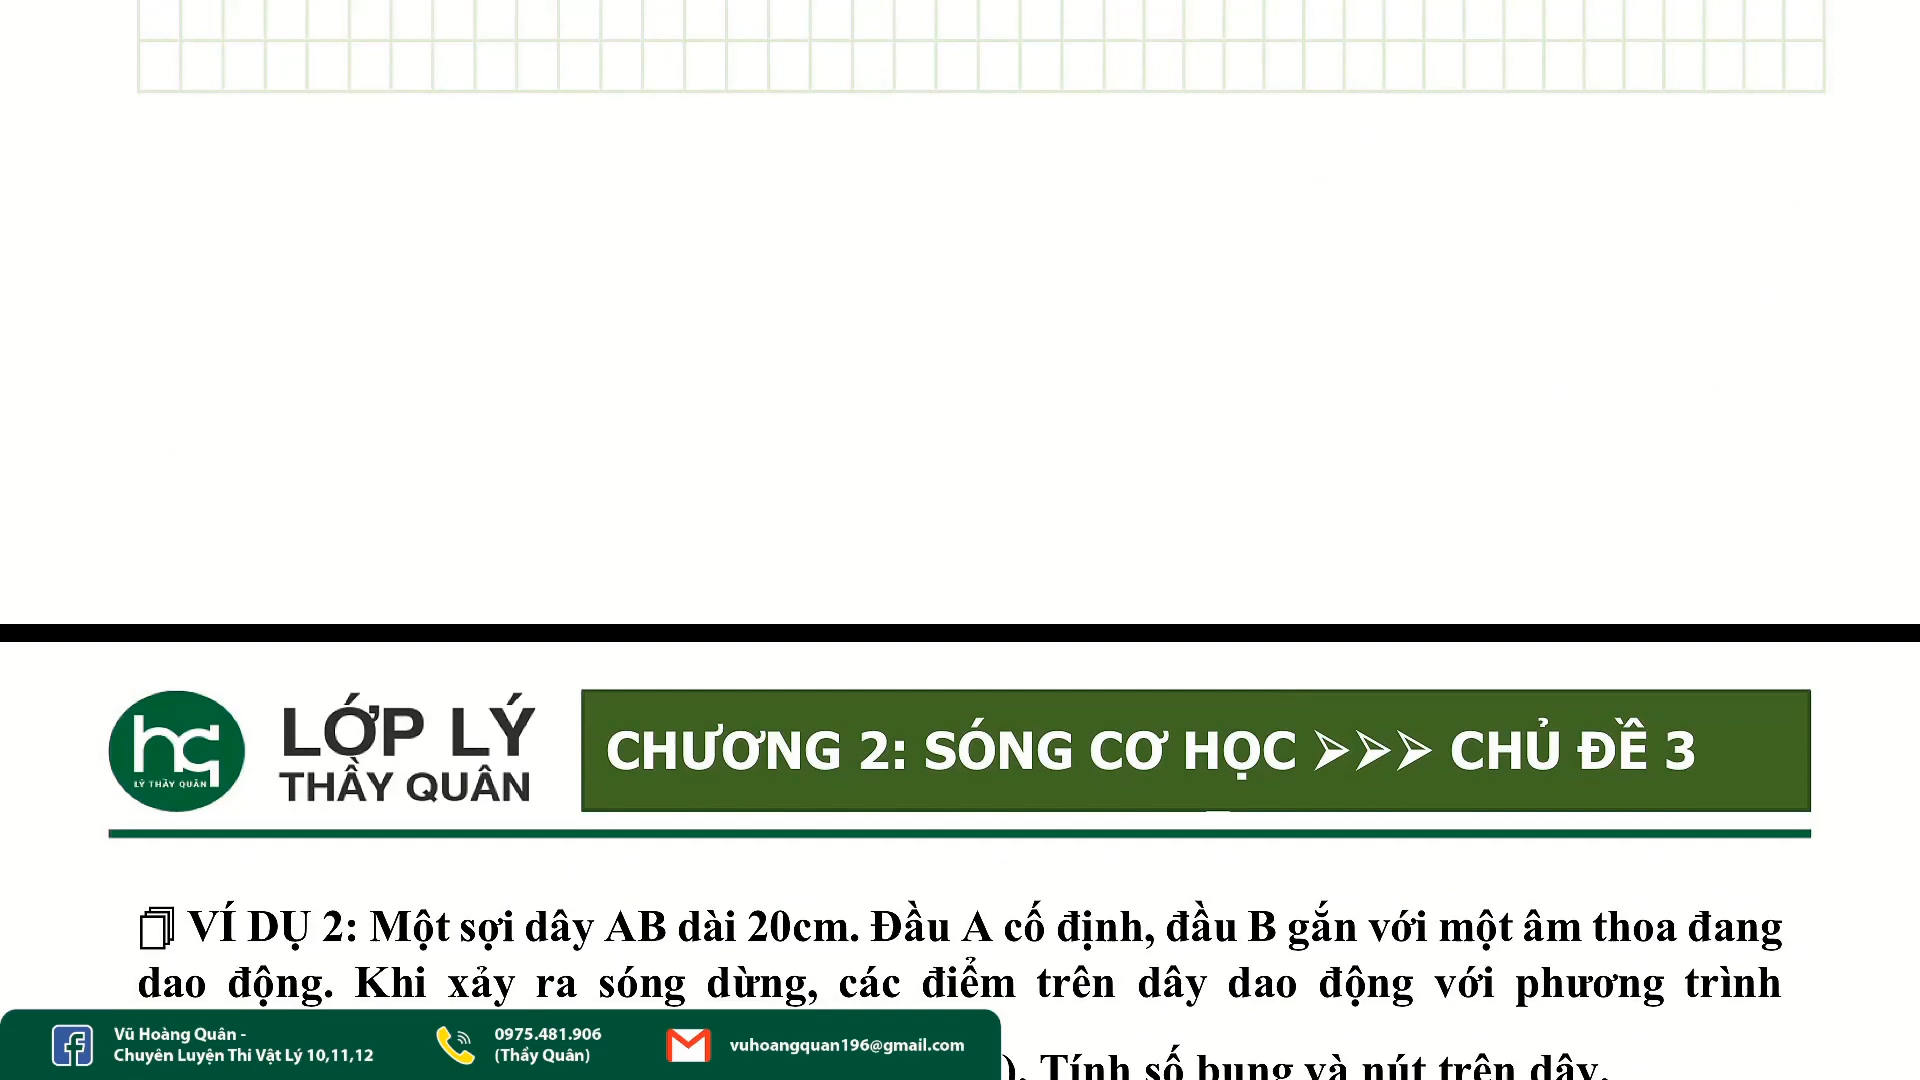 hq
LÝ THẦY QUÂN
LỚP LÝ
THẦY QUÂN
CHƯƠNG 2: SÓNG CƠ HỌC ➢➢➢ CHỦ ĐỀ 3
VÍ DỤ 2: Một sợi dây AB dài 20cm. Đầu A cố định, đầu B gắn với một âm thoa đang
dao động. Khi xảy ra sóng dừng, các điểm trên dây dao động với phương trình
). Tính số bụng và nút trên dây.
Vũ Hoàng Quân -
Chuyên Luyện Thi Vật Lý 10,11,12
0975.481.906
(Thầy Quân)
vuhoangquan196@gmail.com